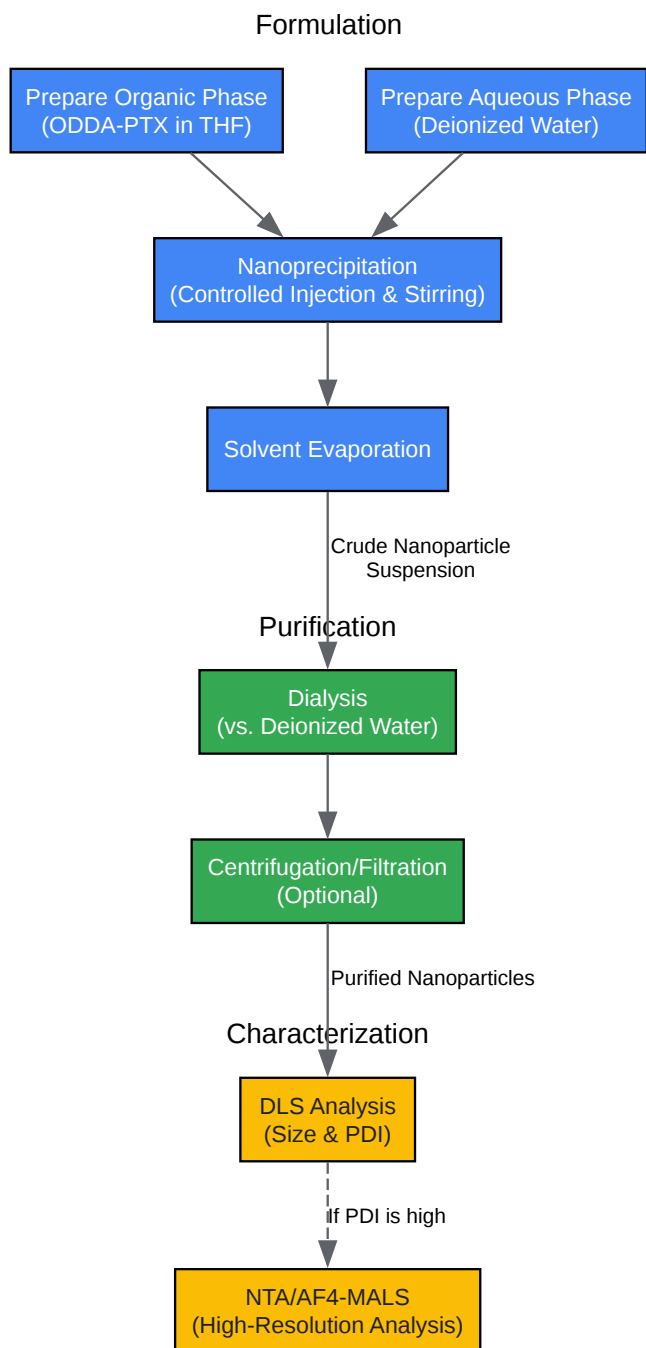 Formulation
Prepare Organic Phase
(ODDA-PTX in THF)
Prepare Aqueous Phase
(Deionized Water)
Nanoprecipitation
(Controlled Injection & Stirring)
Solvent Evaporation
Crude Nanoparticle
Suspension
Purification
Dialysis
(vs. Deionized Water)
Centrifugation/Filtration
(Optional)
Purified Nanoparticles
Characterization
DLS Analysis
(Size & PDI)
If PDI is high
NTA/AF4-MALS
(High-Resolution Analysis)